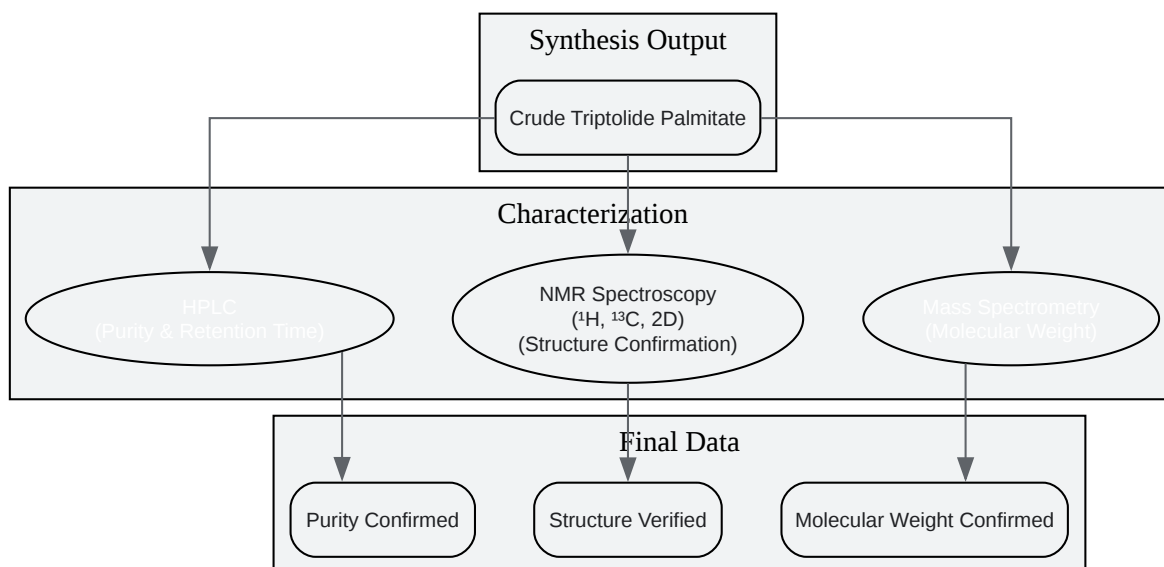 Synthesis Output
Crude Triptolide Palmitate
Characterization
HPLC
(Purity & Retention Time)
NMR Spectroscopy
(¹H, ¹³C, 2D)
(Structure Confirmation)
Mass Spectrometry
(Molecular Weight)
Final Data
Purity Confirmed
Structure Verified
Molecular Weight Confirmed